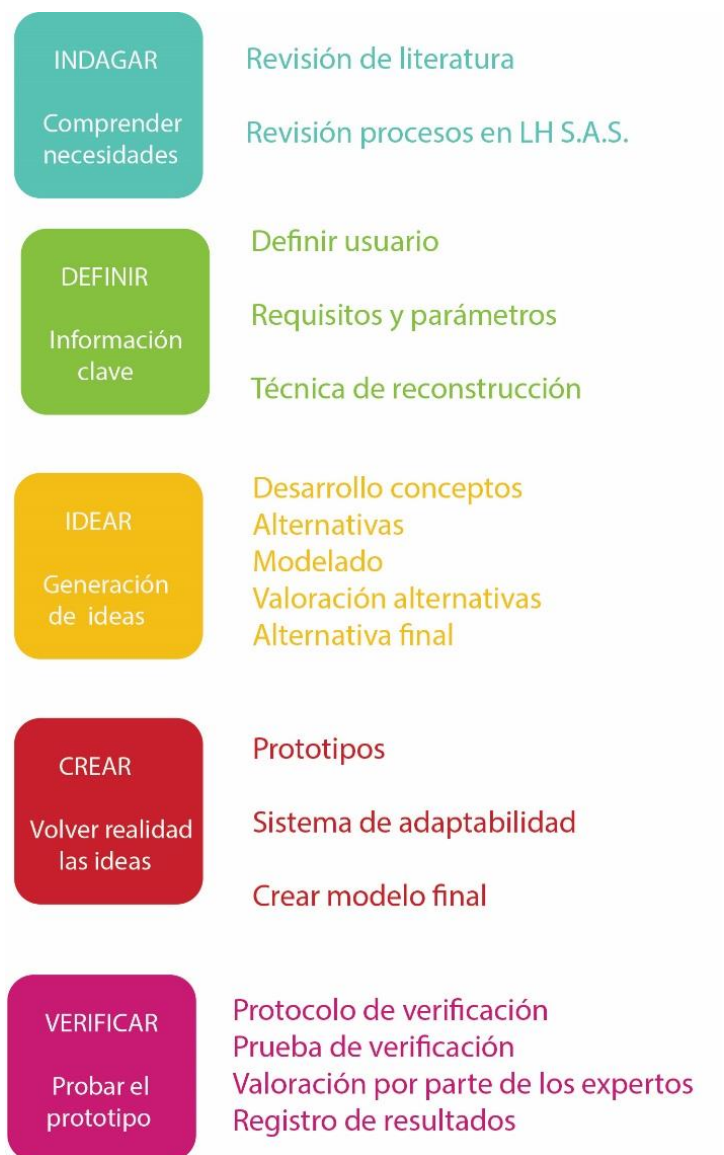 INDAGAR
Comprender
necesidades
Revisión de literatura
Revisión procesos en LH S.A.S.
DEFINIR
Información
clave
Definir usuario
Requisitos y parámetros
Técnica de reconstrucción
IDEAR
Generación
de ideas
Desarrollo conceptos
Alternativas
Modelado
Valoración alternativas
Alternativa final
CREAR
Volver realidad
las ideas
Prototipos
Sistema de adaptabilidad
Crear modelo final
VERIFICAR
Probar el
prototipo
Protocolo de verificación
Prueba de verificación
Valoración por parte de los expertos
Registro de resultados